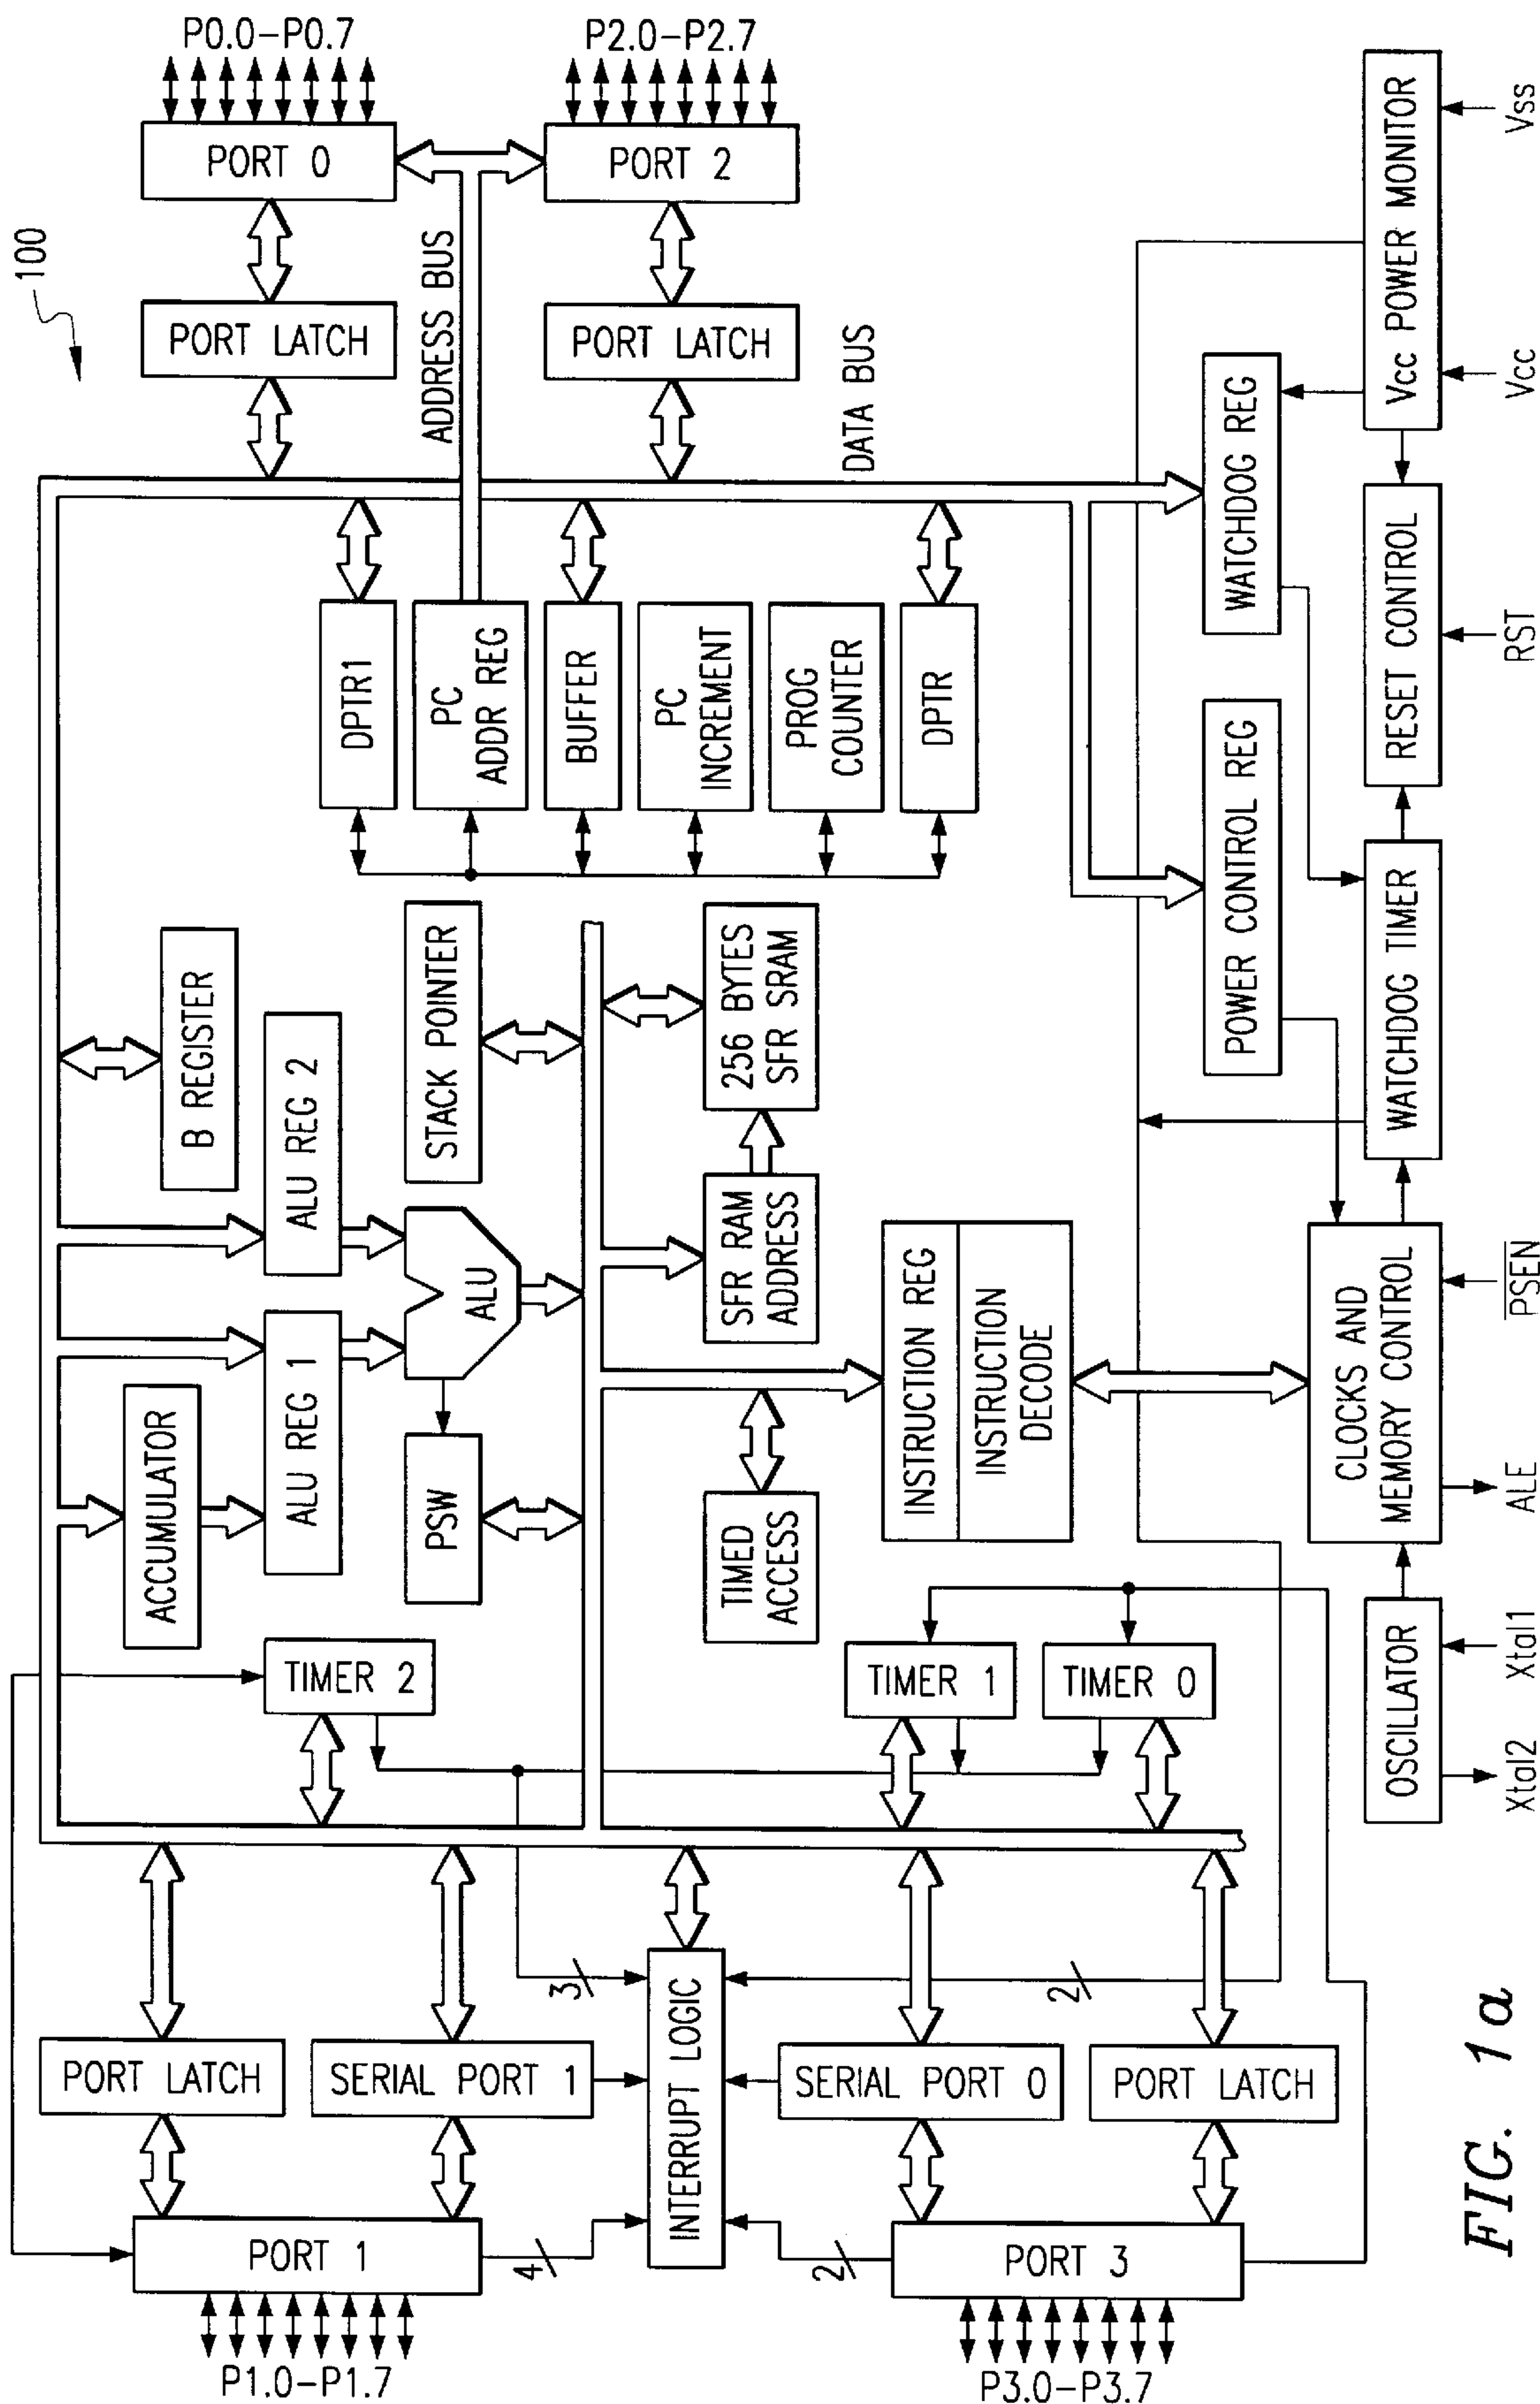 100
P0.0–P0.7
P2.0–P2.7
PORT 0
PORT 2
PORT LATCH
PORT LATCH
ADDRESS BUS
DATA BUS
B REGISTER
ACCUMULATOR
ALU REG 1
ALU REG 2
ALU
PSW
STACK POINTER
DPTR1
PC
ADDR REG
BUFFER
PC
INCREMENT
PROG
COUNTER
DPTR
256 BYTES
SFR SRAM
SFR RAM
ADDRESS
TIMED
ACCESS
INSTRUCTION REG
INSTRUCTION
DECODE
TIMER 2
TIMER 1
TIMER 0
PORT LATCH
SERIAL PORT 1
INTERRUPT LOGIC
SERIAL PORT 0
PORT LATCH
3
2
4
2
PORT 1
PORT 3
P1.0–P1.7
P3.0–P3.7
WATCHDOG REG
POWER CONTROL REG
OSCILLATOR
CLOCKS AND
MEMORY CONTROL
WATCHDOG TIMER
RESET CONTROL
Vcc POWER MONITOR
Xtal2
Xtal1
ALE
PSEN
RST
Vcc
Vss
FIG. 1a